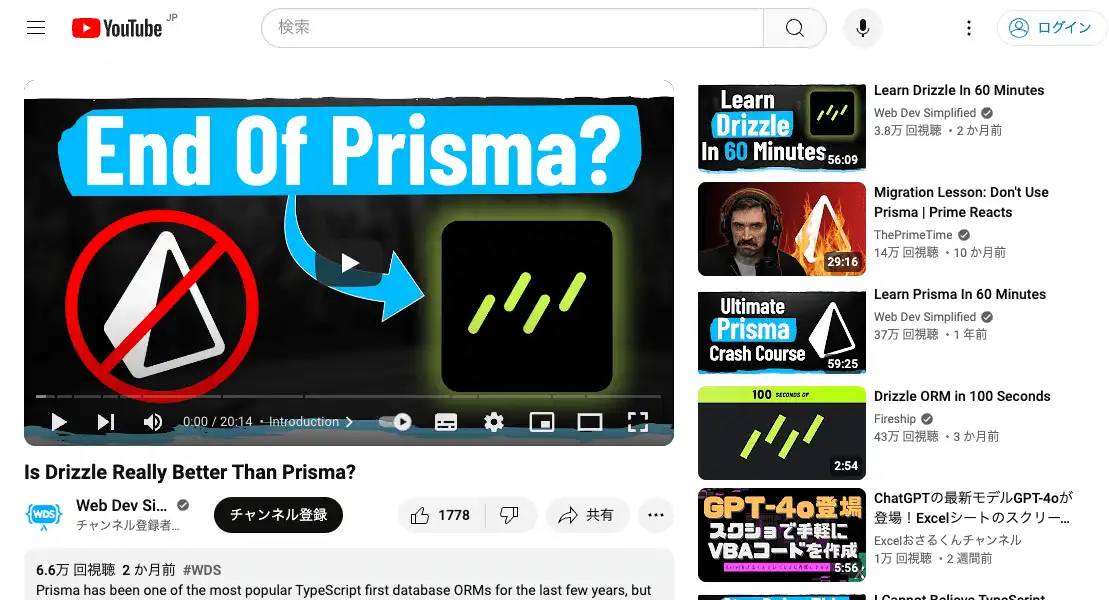 YouTube JP
検索
ログイン
End Of Prisma?
0:00 / 20:14 • Introduction
Is Drizzle Really Better Than Prisma?
WDS
Web Dev Si...
チャンネル登録者...
チャンネル登録
1778
共有
6.6万 回視聴 2 か月前 #WDS
Prisma has been one of the most popular TypeScript first database ORMs for the last few years, but
Learn
Drizzle
In 60 Minutes
56:09
Learn Drizzle In 60 Minutes
Web Dev Simplified
3.8万 回視聴 ・2 か月前
29:16
Migration Lesson: Don't Use
Prisma | Prime Reacts
ThePrimeTime
14万 回視聴 ・10 か月前
Ultimate
Prisma
Crash Course
59:25
Learn Prisma In 60 Minutes
Web Dev Simplified
37万 回視聴 ・1 年前
100 SECONDS OF
2:54
Drizzle ORM in 100 Seconds
Fireship
43万 回視聴 ・3 か月前
GPT-4o登場
スクショで手軽に
VBAコードを作成
5:56
ChatGPTの最新モデルGPT-4oが
登場！Excelシートのスクリー...
Excelおさるくんチャンネル
1万 回視聴 ・2 週間前
I Cannot Believe TypeScript